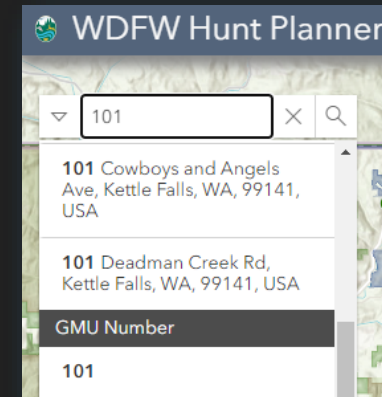 WDFW Hunt Planner
101
101 Cowboys and Angels
Ave, Kettle Falls, WA, 99141,
USA
101 Deadman Creek Rd,
Kettle Falls, WA, 99141, USA
GMU Number
101